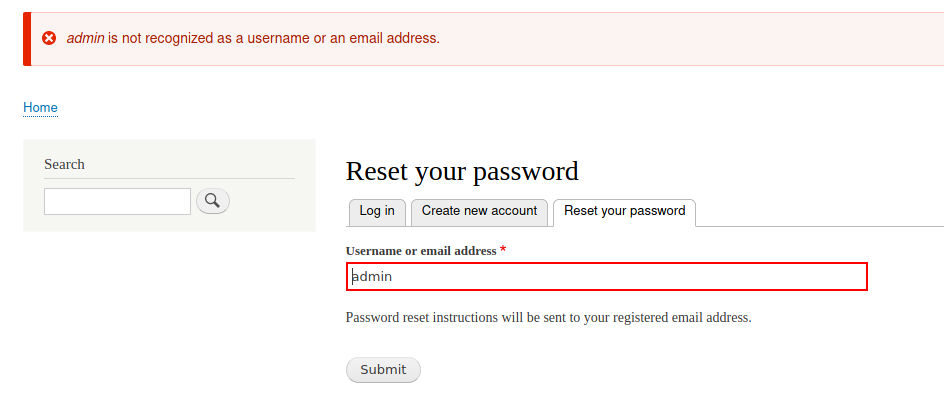 admin is not recognized as a username or an email address.
Home
Search
Reset your password
Log in
Create new account
Reset your password
Username or email address *
admin
Password reset instructions will be sent to your registered email address.
Submit